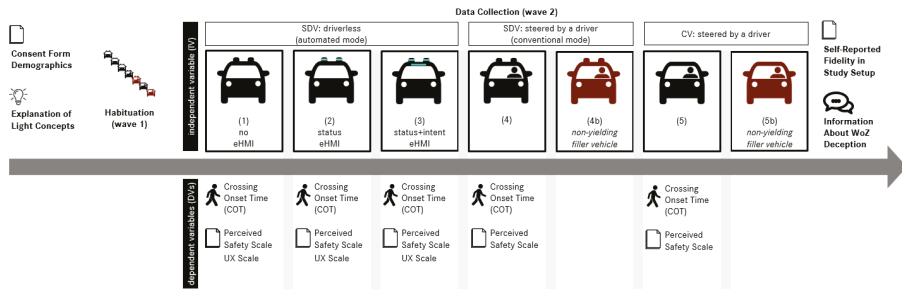 Data Collection (wave 2)
Consent Form
Demographics
Explanation of
Light Concepts
Habituation
(wave 1)
independent variable (IV)
SDV: driverless
(automated mode)
SDV: steered by a driver
(conventional mode)
CV: steered by a driver
(1)
no
eHMI
(2)
status
eHMI
(3)
status+intent
eHMI
(4)
(4b)
non-yielding
filler vehicle
(5)
(5b)
non-yielding
filler vehicle
Self-Reported
Fidelity in
Study Setup
Information
About WoZ
Deception
dependent variables (DVs)
Crossing
Onset Time
(COT)
Perceived
Safety Scale
UX Scale
Crossing
Onset Time
(COT)
Perceived
Safety Scale
UX Scale
Crossing
Onset Time
(COT)
Perceived
Safety Scale
UX Scale
Crossing
Onset Time
(COT)
Perceived
Safety Scale
Crossing
Onset Time
(COT)
Perceived
Safety Scale